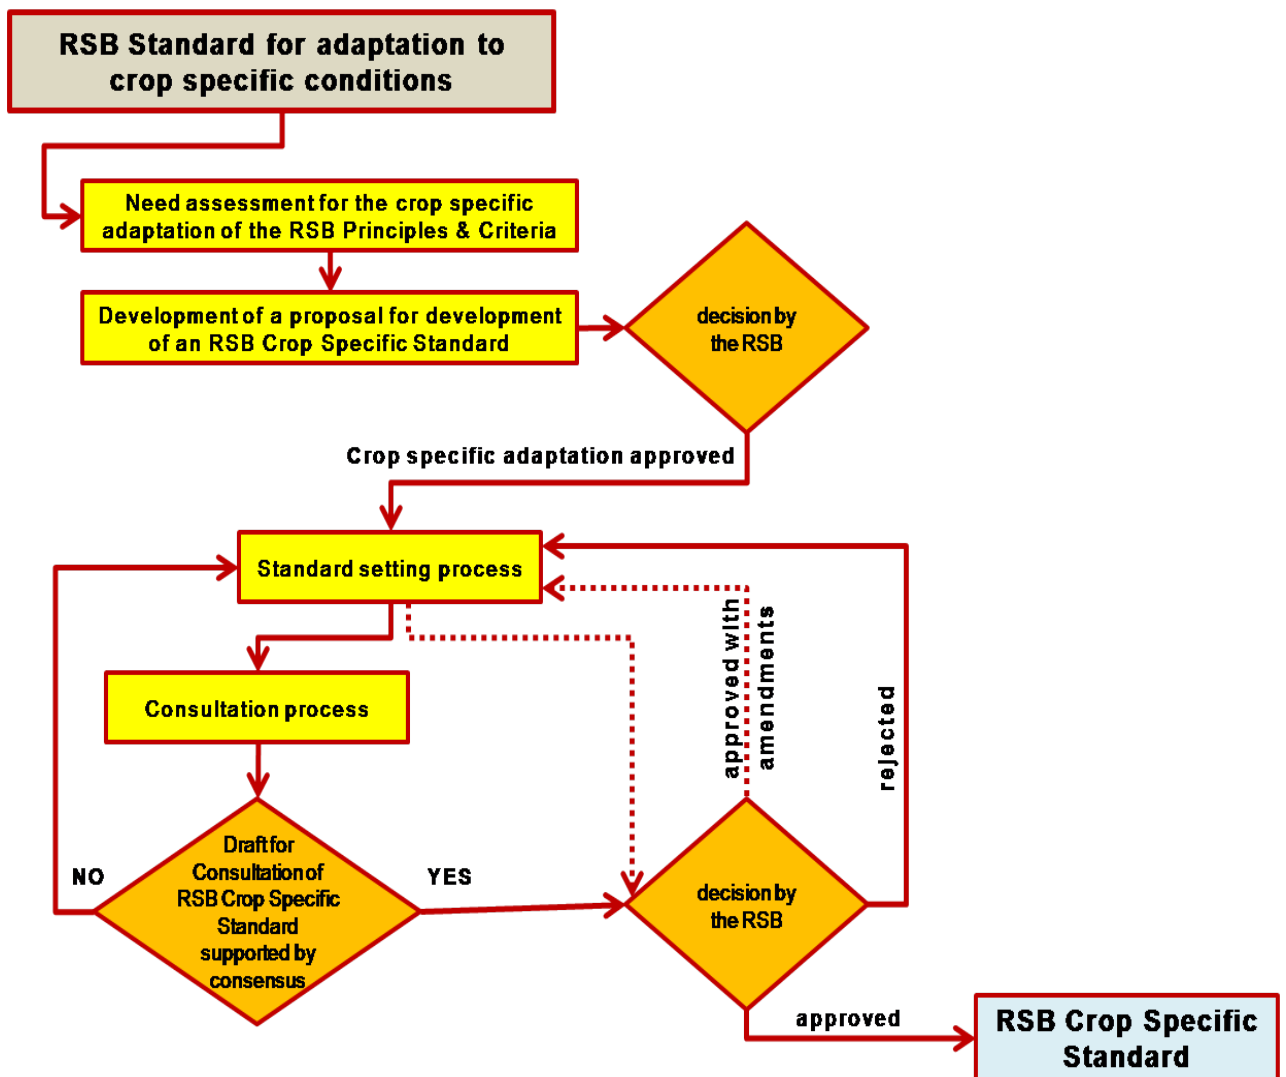 RSB Standard for adaptation to
crop specific conditions
Need assessment for the crop specific
adaptation of the RSB Principles & Criteria
Development of a proposal for development
of an RSB Crop Specific Standard
decision by
the RSB
Crop specific adaptation approved
Standard setting process
Consultation process
approved with
amendments
rejected
Draft for
Consultation of
RSB Crop Specific
Standard
supported by
consensus
NO
YES
decision by
the RSB
approved
RSB Crop Specific
Standard